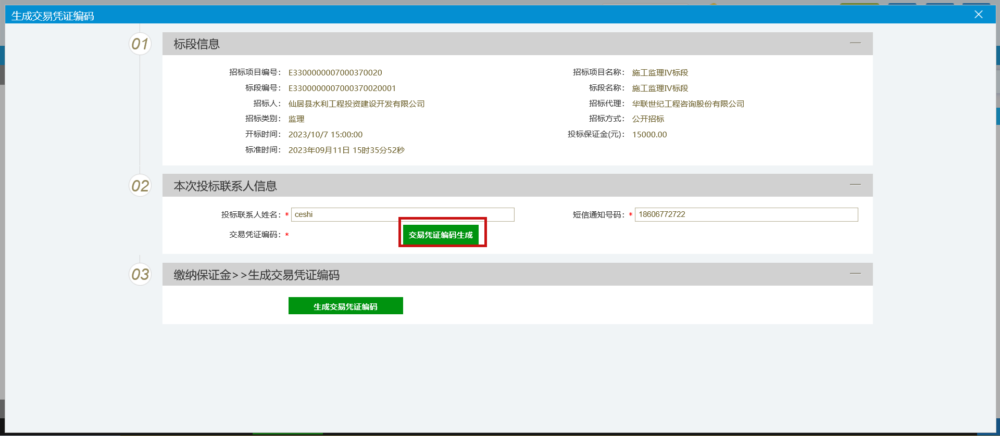 生成交易凭证编码
01
标段信息
招标项目编号： E3300000007000370020
招标项目名称： 施工监理IV标段
标段编号： E3300000007000370020001
标段名称： 施工监理IV标段
招标人： 仙居县水利工程投资建设开发有限公司
招标代理： 华联世纪工程咨询股份有限公司
招标类别： 监理
招标方式： 公开招标
开标时间： 2023/10/7 15:00:00
投标保证金(元)： 15000.00
标准时间： 2023年09月11日 15时35分52秒
02
本次投标联系人信息
投标联系人姓名：* ceshi
短信通知号码：* 18606772722
交易凭证编码：*
交易凭证编码生成
03
缴纳保证金>>生成交易凭证编码
生成交易凭证编码